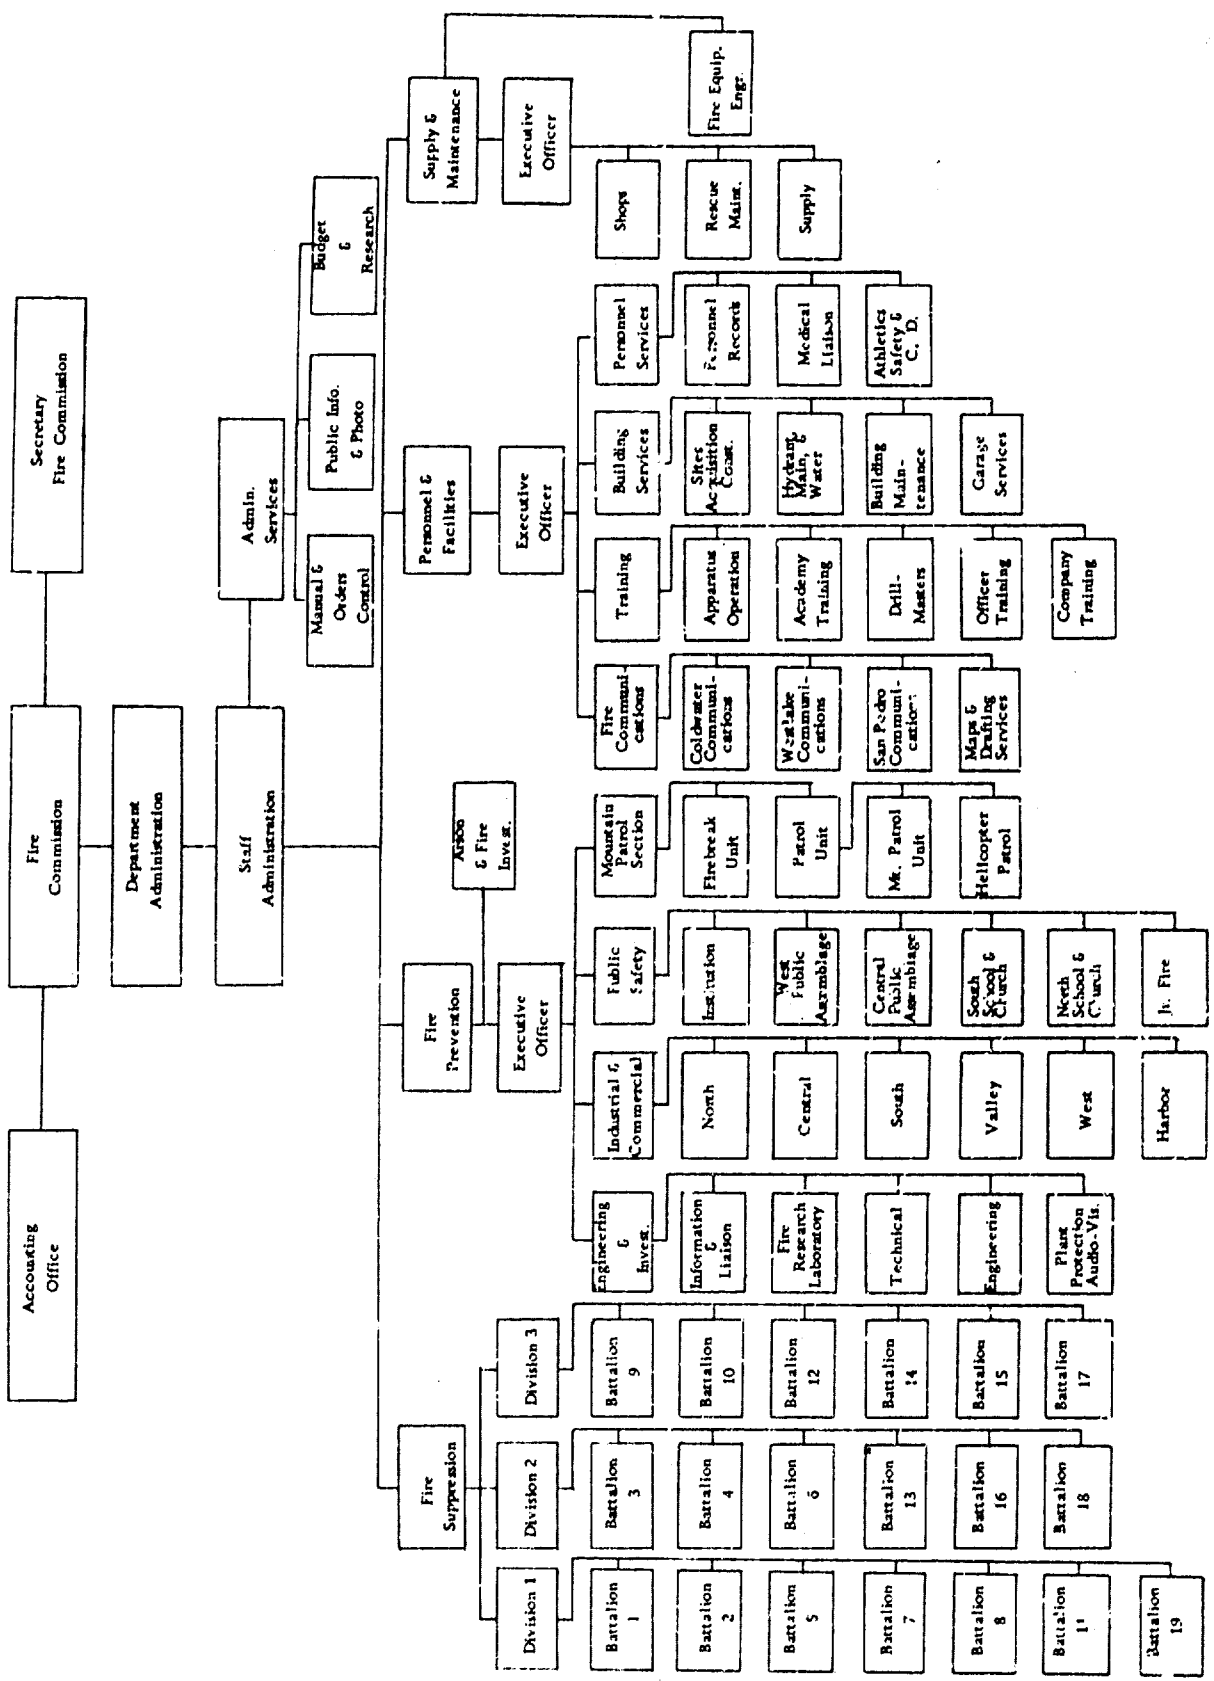 Accounting
Office
Fire
Commission
Secretary
Fire Commission
Department
Administration
Staff
Administration
Admin.
Services
Manual &
Orders
Control
Public Info.
& Photo
Budget
&
Research
Fire
Suppression
Fire
Prevention
Personnel &
Facilities
Supply &
Maintenance
Arson
& Fire
Invest.
Division 1
Division 2
Division 3
Executive
Officer
Executive
Officer
Executive
Officer
Battalion
1
Battalion
2
Battalion
5
Battalion
7
Battalion
8
Battalion
11
Battalion
19
Battalion
3
Battalion
4
Battalion
6
Battalion
13
Battalion
16
Battalion
18
Battalion
9
Battalion
10
Battalion
12
Battalion
14
Battalion
15
Battalion
17
Engineering
&
Invest.
Information
&
Liaison
Fire
Research
Laboratory
Technical
Engineering
Plant
Protection
Audio-Vis.
Industrial &
Commercial
North
Central
South
Valley
West
Harbor
Public
Safety
Institution
West
Public
Assemblage
Central
Public
Assemblage
South
School &
Church
North
School &
Church
Jr. Fire
Mountain
Patrol
Section
Firebreak
Unit
Patrol
Unit
Mt. Patrol
Unit
Helicopter
Patrol
Fire
Communi-
cations
Coldwater
Communi-
cations
Westlake
Communi-
cations
San Pedro
Communi-
cations
Maps &
Drafting
Services
Training
Apparatus
Operation
Academy
Training
Drill-
Masters
Officer
Training
Company
Training
Building
Services
Sites
Acquisition
Const.
Hydrant,
Main, &
Water
Building
Main-
tenance
Garage
Services
Personnel
Services
Personnel
Records
Medical
Liaison
Athletics
Safety &
C. D.
Shops
Rescue
Maint.
Supply
Fire Equip.
Engr.